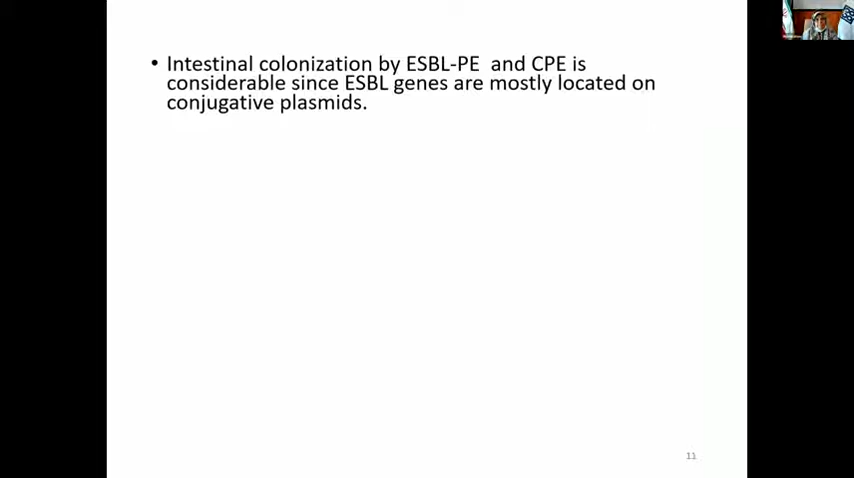 • Intestinal colonization by ESBL-PE and CPE is
considerable since ESBL genes are mostly located on
conjugative plasmids.
11